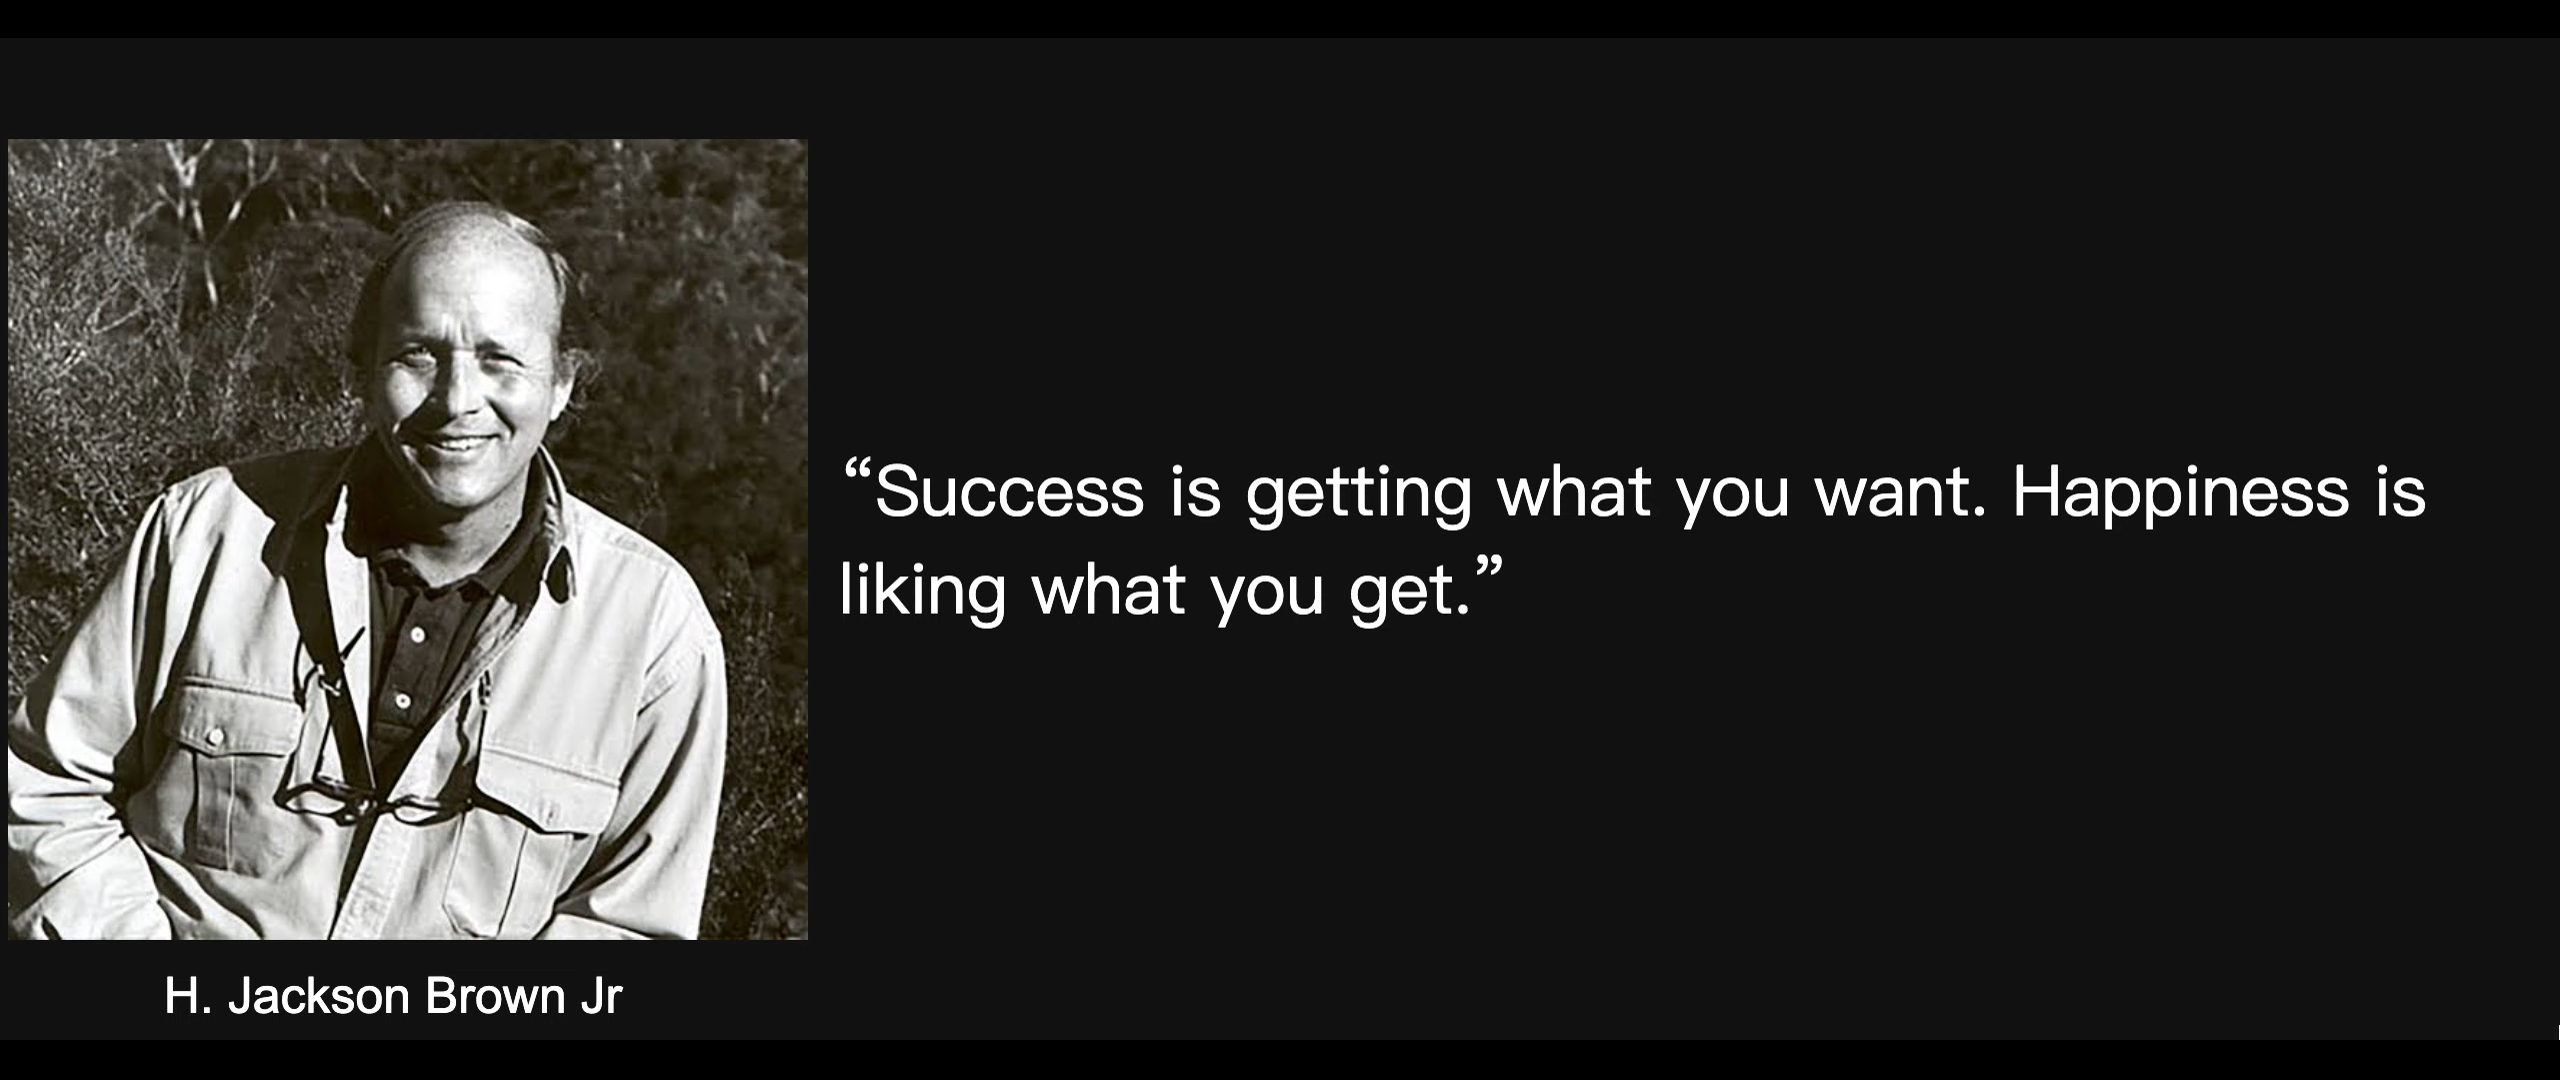 “Success is getting what you want. Happiness is
liking what you get.”
H. Jackson Brown Jr